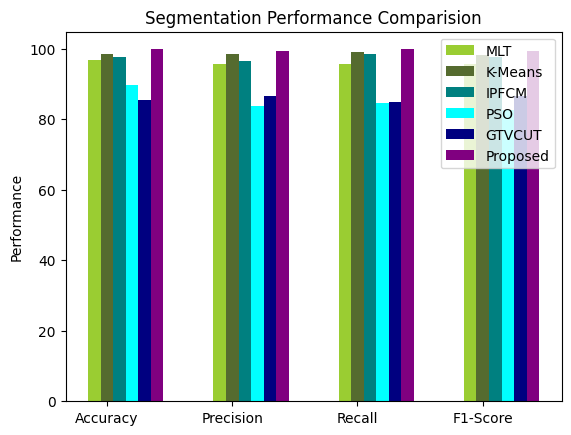 Segmentation Performance Comparision
100
80
60
40
20
0
Performance
MLT
K-Means
IPFCM
PSO
GTVCUT
Proposed
Accuracy
Precision
Recall
F1-Score